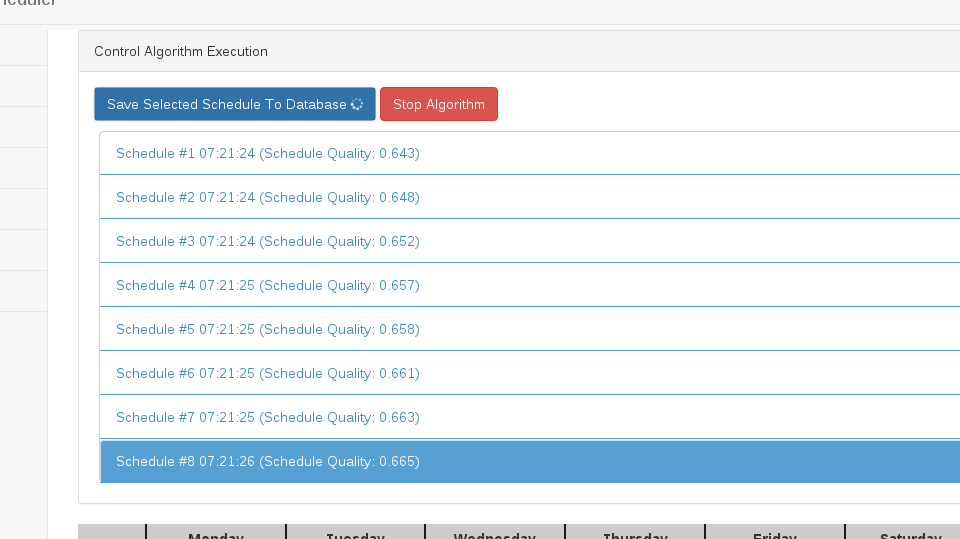 Control Algorithm Execution
Save Selected Schedule To Database Stop Algorithm
Schedule #1 07:21:24 (Schedule Quality: 0.643)
Schedule #2 07:21:24 (Schedule Quality: 0.648)
Schedule #3 07:21:24 (Schedule Quality: 0.652)
Schedule #4 07:21:25 (Schedule Quality: 0.657)
Schedule #5 07:21:25 (Schedule Quality: 0.658)
Schedule #6 07:21:25 (Schedule Quality: 0.661)
Schedule #7 07:21:25 (Schedule Quality: 0.663)
Schedule #8 07:21:26 (Schedule Quality: 0.665)
Monday Tuesday Wednesday Thursday Friday Saturday